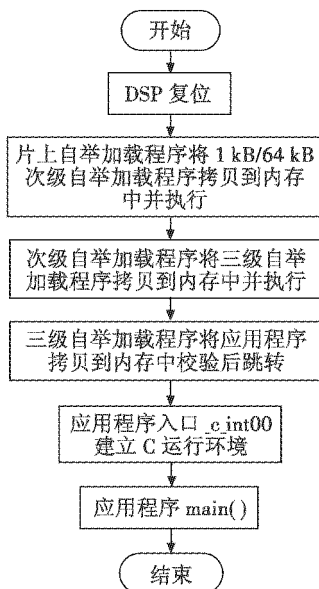 开始
DSP 复位
片上自举加载程序将 1 kB/64 kB
次级自举加载程序拷贝到内存
中并执行
次级自举加载程序将三级自举
加载程序拷贝到内存中并执行
三级自举加载程序将应用程序
拷贝到内存中校验后跳转
应用程序入口 _c_int00
建立 C 运行环境
应用程序 main()
结束